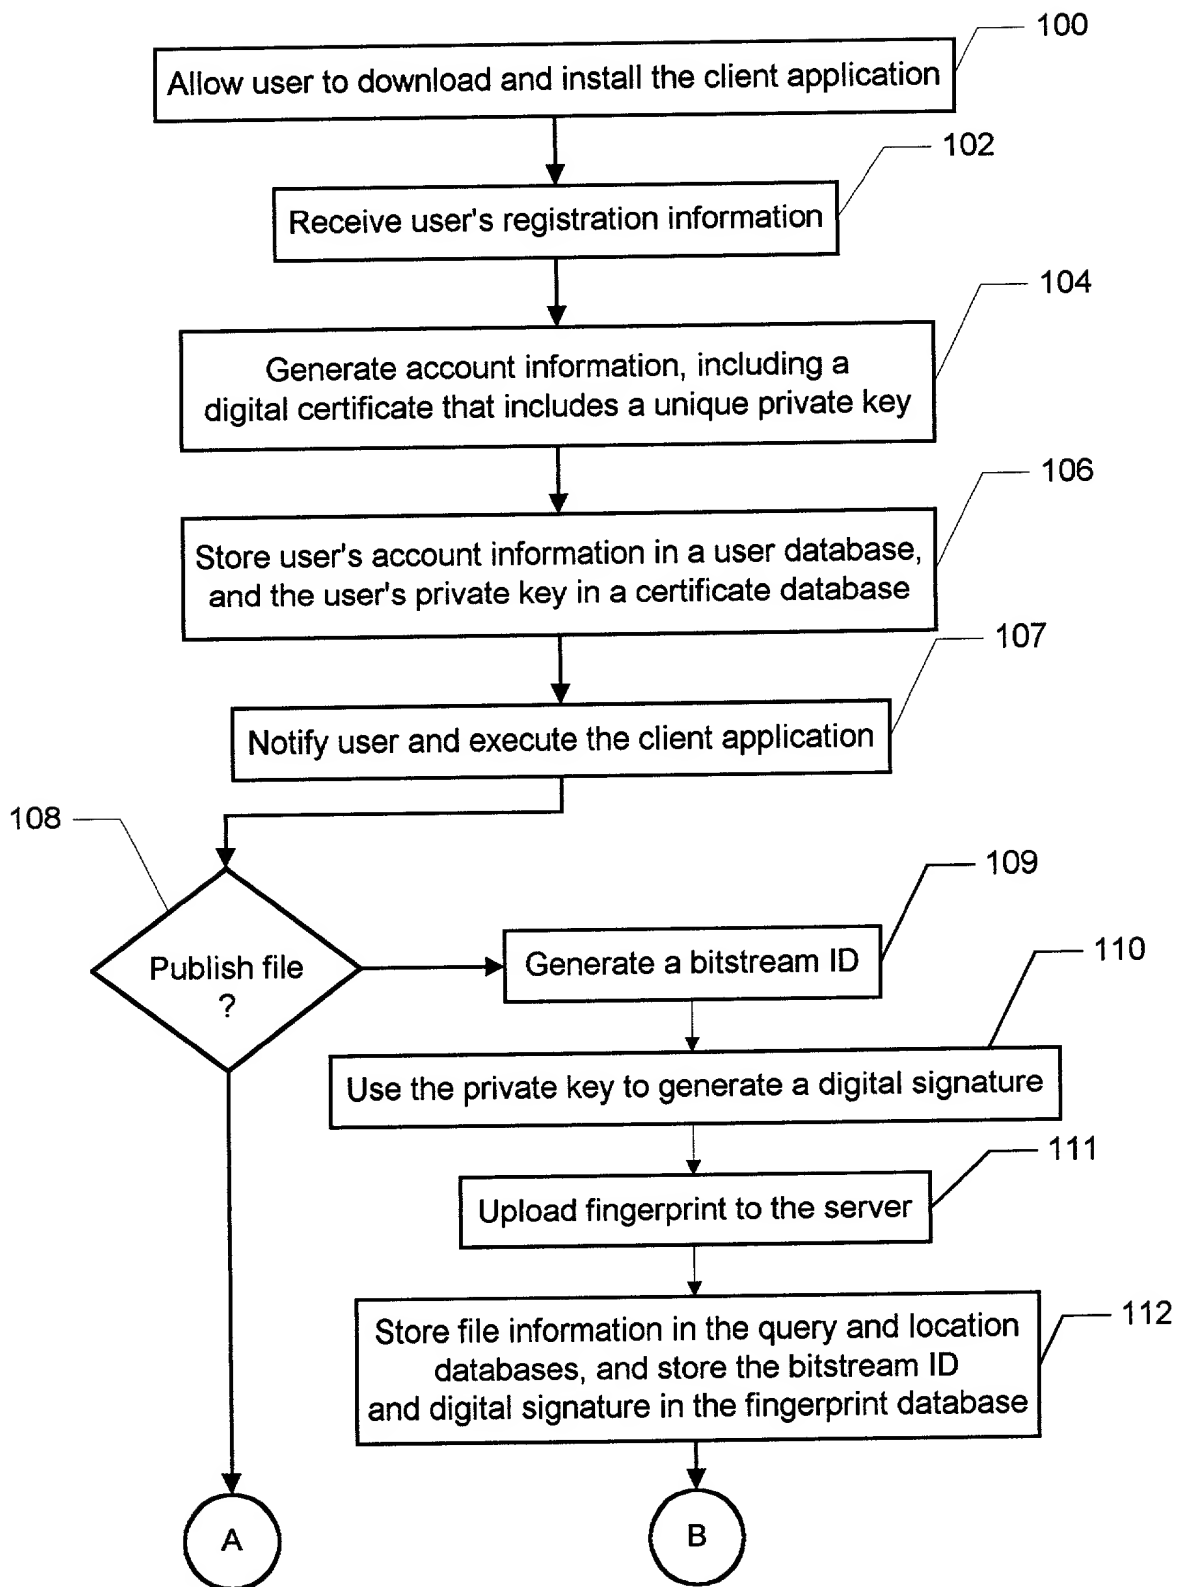 100
Allow user to download and install the client application
102
Receive user's registration information
104
Generate account information, including a
digital certificate that includes a unique private key
106
Store user's account information in a user database,
and the user's private key in a certificate database
107
Notify user and execute the client application
108
Publish file
?
109
Generate a bitstream ID
110
Use the private key to generate a digital signature
111
Upload fingerprint to the server
112
Store file information in the query and location
databases, and store the bitstream ID
and digital signature in the fingerprint database
A
B